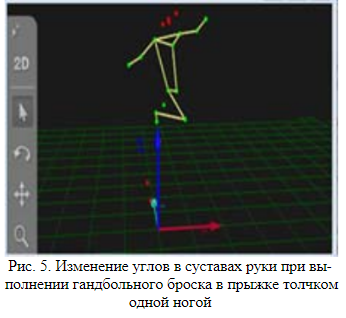 2D
Рис. 5. Изменение углов в суставах руки при вы-
полнении гандбольного броска в прыжке толчком
одной ногой